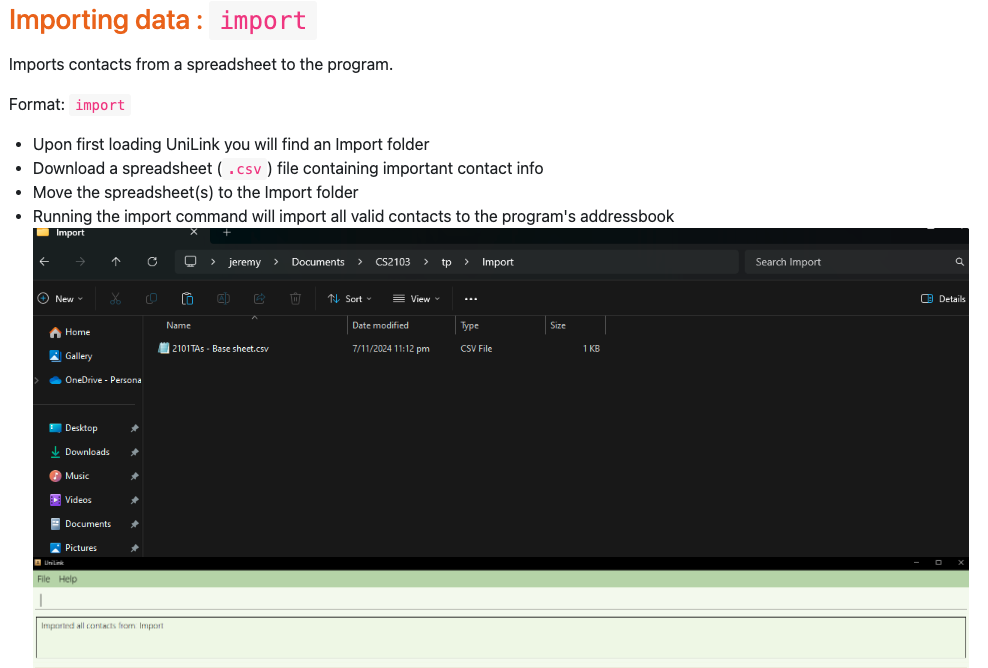 Importing data : import
Imports contacts from a spreadsheet to the program.
Format: import
Upon first loading UniLink you will find an Import folder
Download a spreadsheet ( .csv ) file containing important contact info
Move the spreadsheet(s) to the Import folder
Running the import command will import all valid contacts to the program's addressbook
Import
jeremy > Documents > CS2103 > tp > Import
Search Import
New
Sort
View
Details
Name
Date modified
Type
Size
2101TAs - Base sheet.csv
7/11/2024 11:12 pm
CSV File
1 KB
Home
Gallery
OneDrive - Persona
Desktop
Downloads
Music
Videos
Documents
Pictures
UniLink
File Help
Imported all contacts from: Import